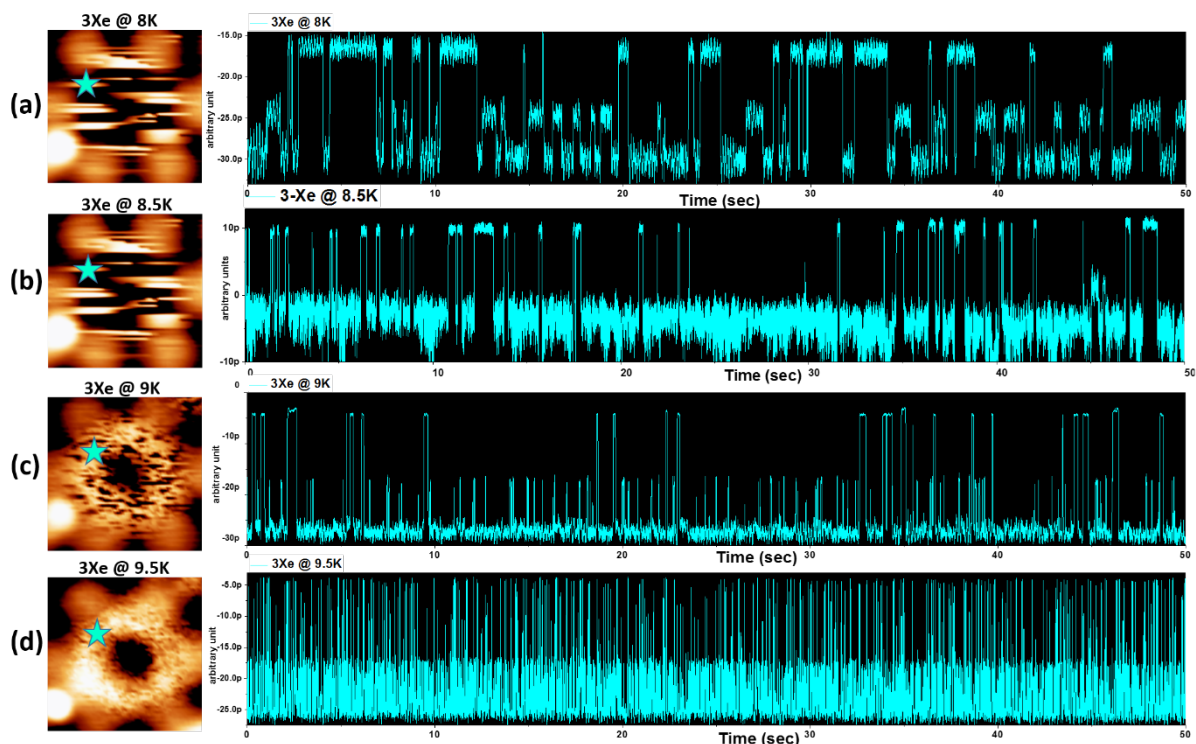 3Xe @ 8K
3Xe @ 8K
(a)
arbitrary unit
-15.0p
-20.0p
-25.0p
-30.0p
0
10
20
30
40
50
Time (sec)
3Xe @ 8.5K
3-Xe @ 8.5K
(b)
arbitrary units
10p
0
-10p
0
10
20
30
40
50
Time (sec)
3Xe @ 9K
3Xe @ 9K
(c)
arbitrary unit
0
-10p
-20p
-30p
10
20
30
40
50
Time (sec)
3Xe @ 9.5K
3Xe @ 9.5K
(d)
arbitrary unit
-5.0p
-10.0p
-15.0p
-20.0p
-25.0p
0
10
20
30
40
50
Time (sec)